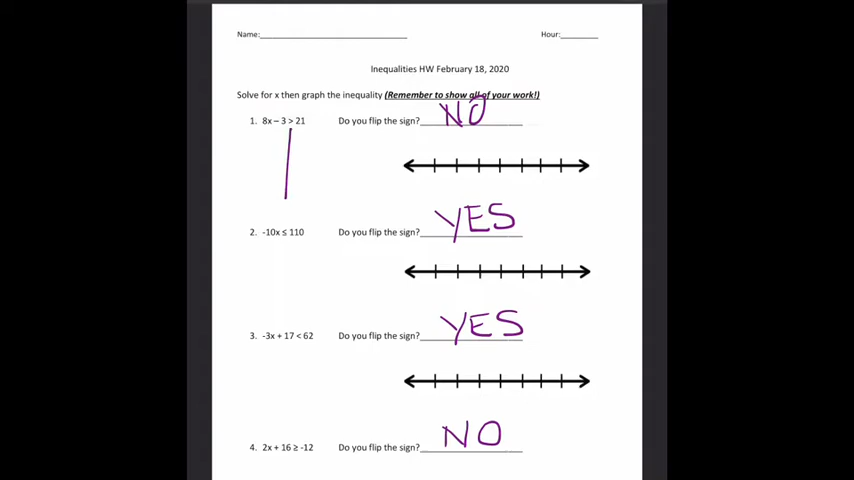 Name:____________________ Hour:________
Inequalities HW February 18, 2020
Solve for x then graph the inequality (Remember to show all of your work!)
1. 8x – 3 > 21 Do you flip the sign? NO
2. -10x ≤ 110 Do you flip the sign? YES
3. -3x + 17 < 62 Do you flip the sign? YES
4. 2x + 16 ≥ -12 Do you flip the sign? NO